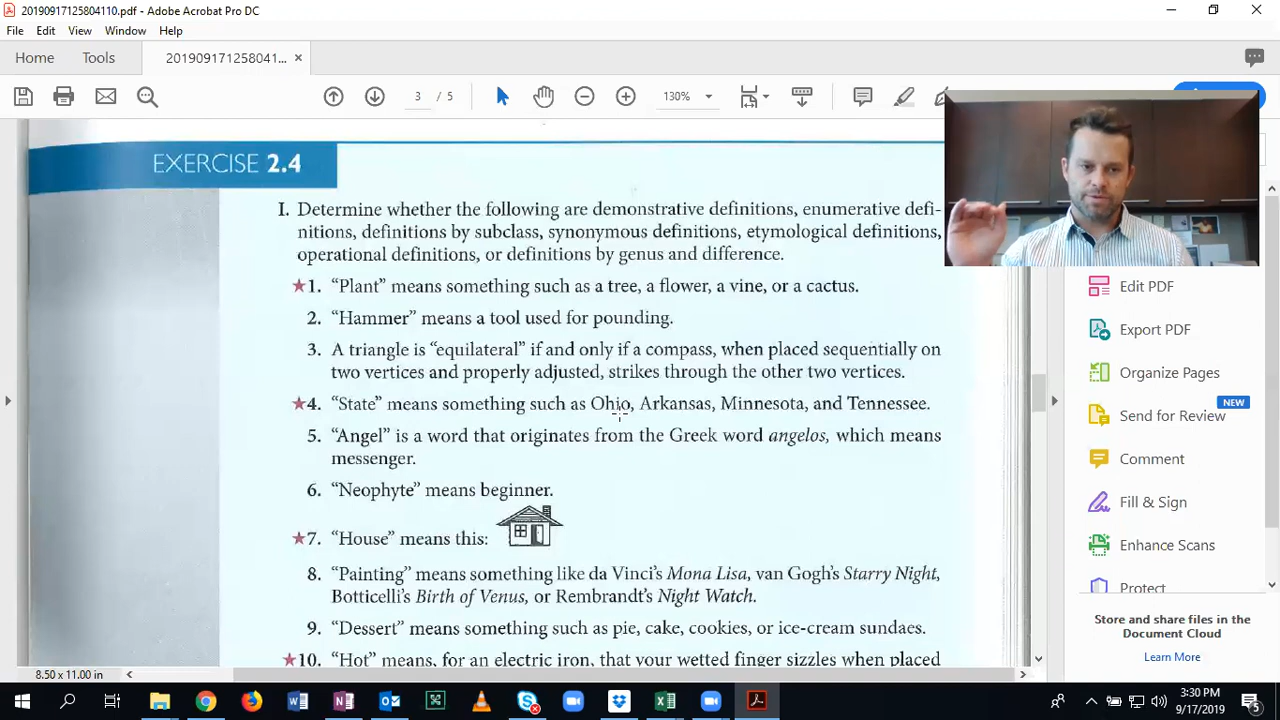 201909171258041​10.pdf - Adobe Acrobat Pro DC
File Edit View Window Help
Home Tools 2019091712580​41... ×
3 / 5 130%
EXERCISE 2.4
I. Determine whether the following are demonstrative definitions, enumerative defi-
nitions, definitions by subclass, synonymous definitions, etymological definitions,
operational definitions, or definitions by genus and difference.
★1. “Plant” means something such as a tree, a flower, a vine, or a cactus.
2. “Hammer” means a tool used for pounding.
3. A triangle is “equilateral” if and only if a compass, when placed sequentially on
two vertices and properly adjusted, strikes through the other two vertices.
★4. “State” means something such as Ohio, Arkansas, Minnesota, and Tennessee.
5. “Angel” is a word that originates from the Greek word angelos, which means
messenger.
6. “Neophyte” means beginner.
★7. “House” means this:
8. “Painting” means something like da Vinci’s Mona Lisa, van Gogh’s Starry Night,
Botticelli’s Birth of Venus, or Rembrandt’s Night Watch.
9. “Dessert” means something such as pie, cake, cookies, or ice-cream sundaes.
★10. “Hot” means, for an electric iron, that your wetted finger sizzles when placed
Edit PDF
Export PDF
Organize Pages
NEW
Send for Review
Comment
Fill & Sign
Enhance Scans
Protect
Store and share files in the
Document Cloud
Learn More
8.50 x 11.00 in
3:30 PM
9/17/2019
5